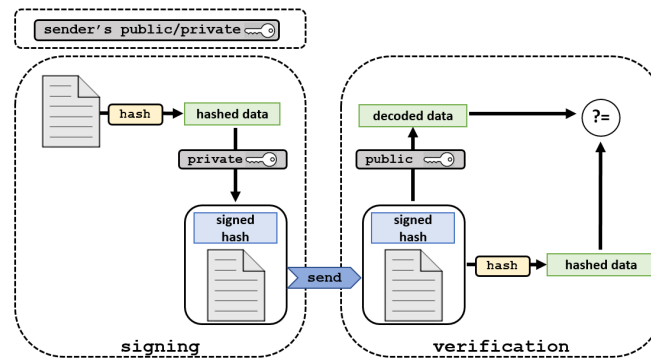 sender's public/private
hash
hashed data
private
signed
hash
signing
send
decoded data
?=
public
signed
hash
hash
hashed data
verification